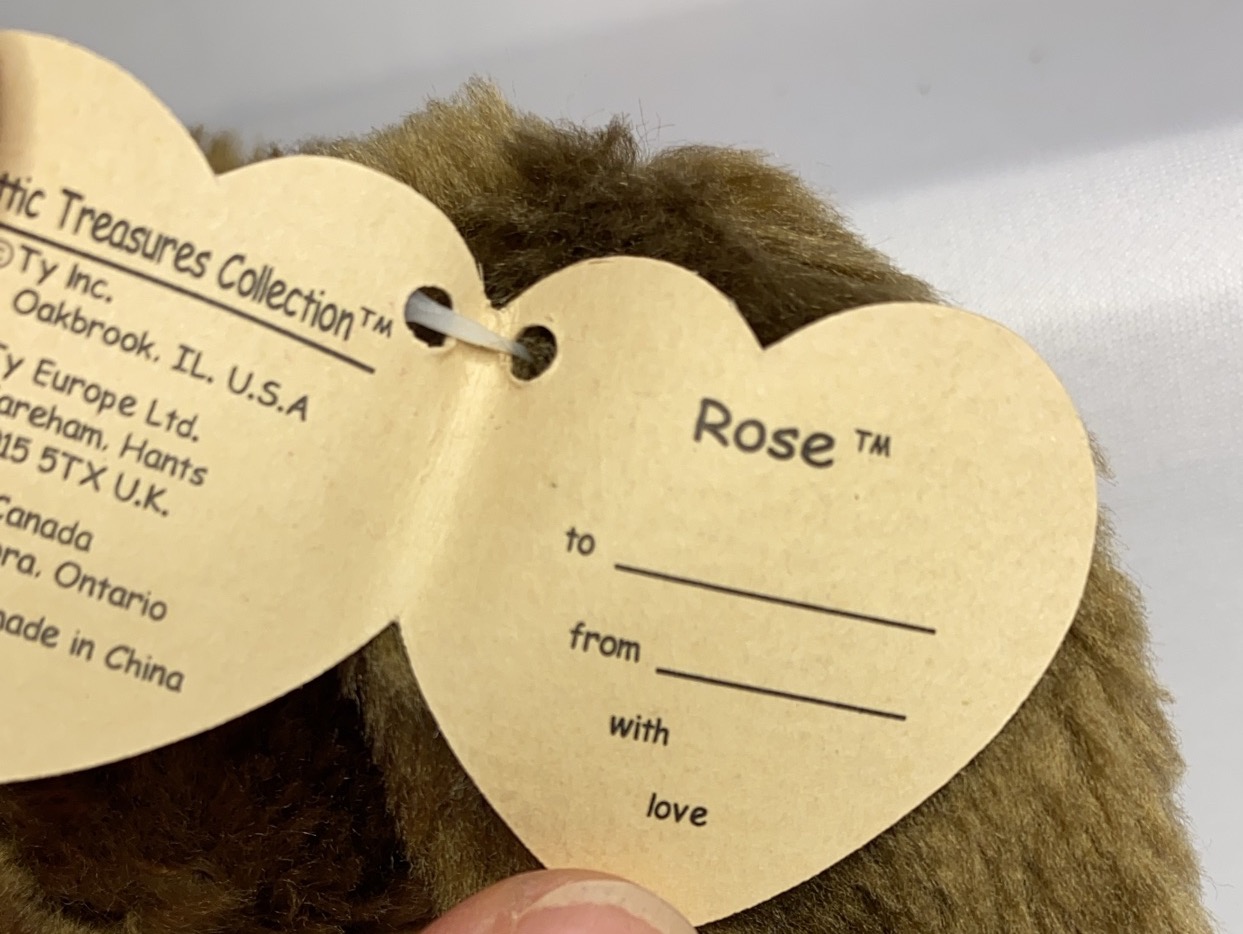 ttic Treasures Collection™
©Ty Inc.
Oakbrook, IL. U.S.A
Ty Europe Ltd.
areham, Hants
15 5TX U.K.
Canada
ra, Ontario
made in China
Rose ™
to
from
with
love